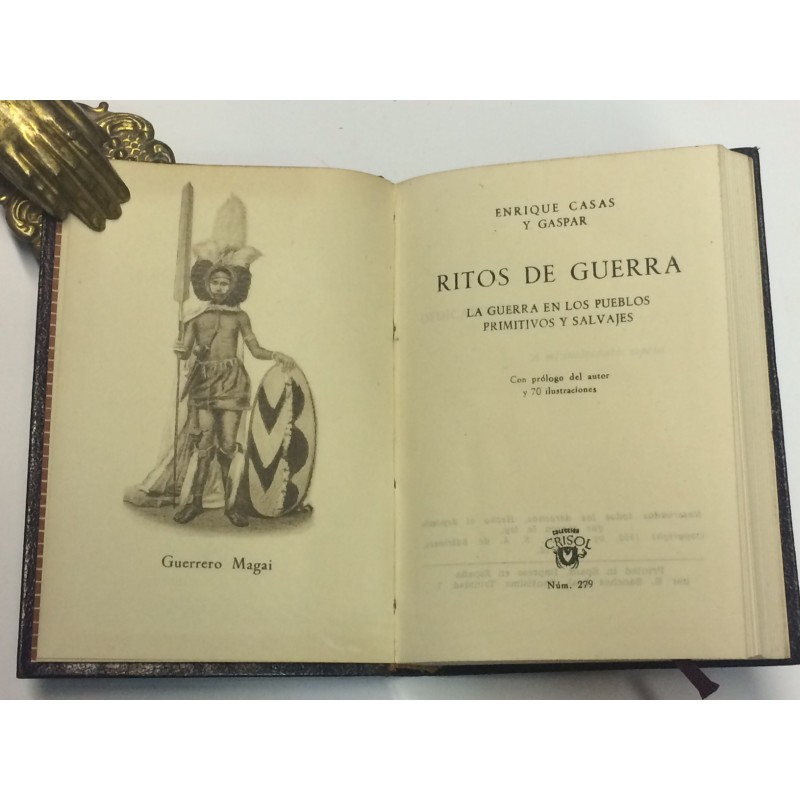 Guerrero Magai
ENRIQUE CASAS
Y GASPAR
RITOS DE GUERRA
LA GUERRA EN LOS PUEBLOS
PRIMITIVOS Y SALVAJES
Con prólogo del autor
y 70 ilustraciones
COLECCIÓN
CRISOL
Núm. 279